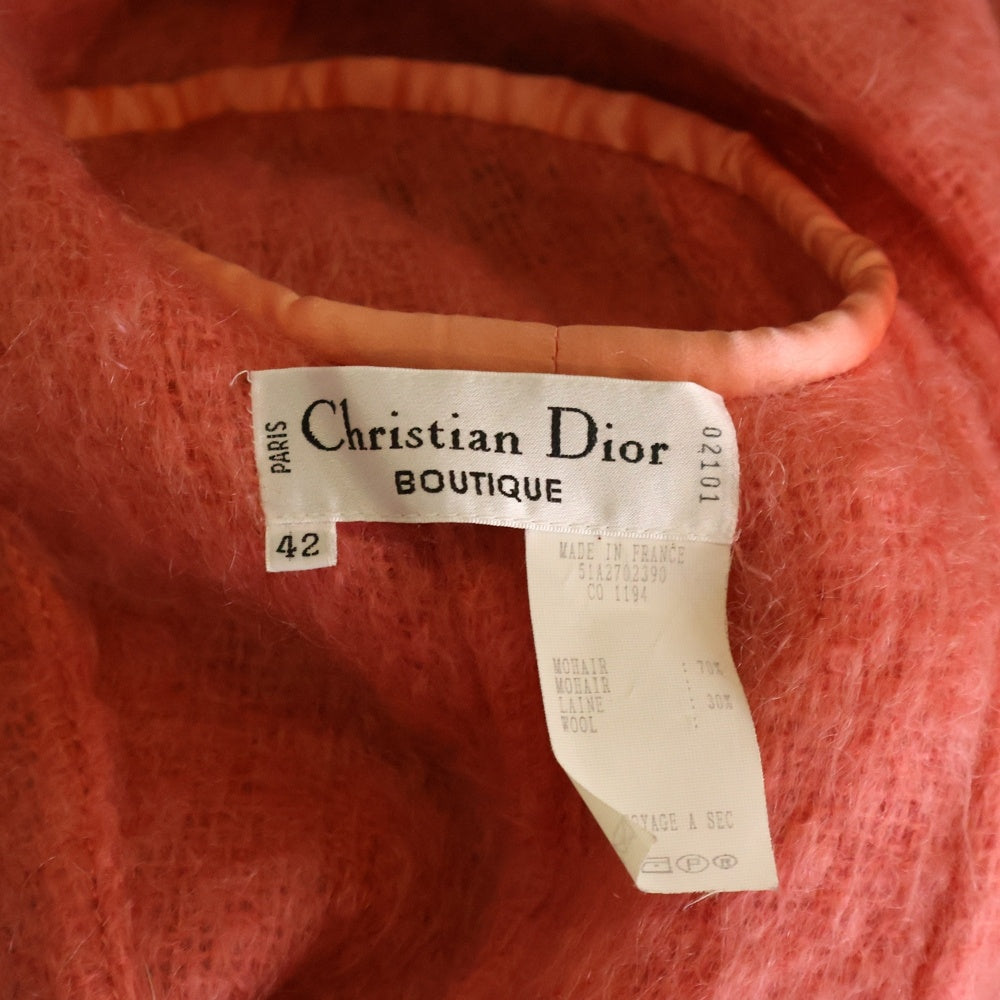 PARIS
Christian Dior
BOUTIQUE
02101
42
MADE IN FRANCE
51A2702390
CO 1194
MOHAIR : 70%
MOHAIR :
LAINE : 30%
WOOL :
A SEC
P R